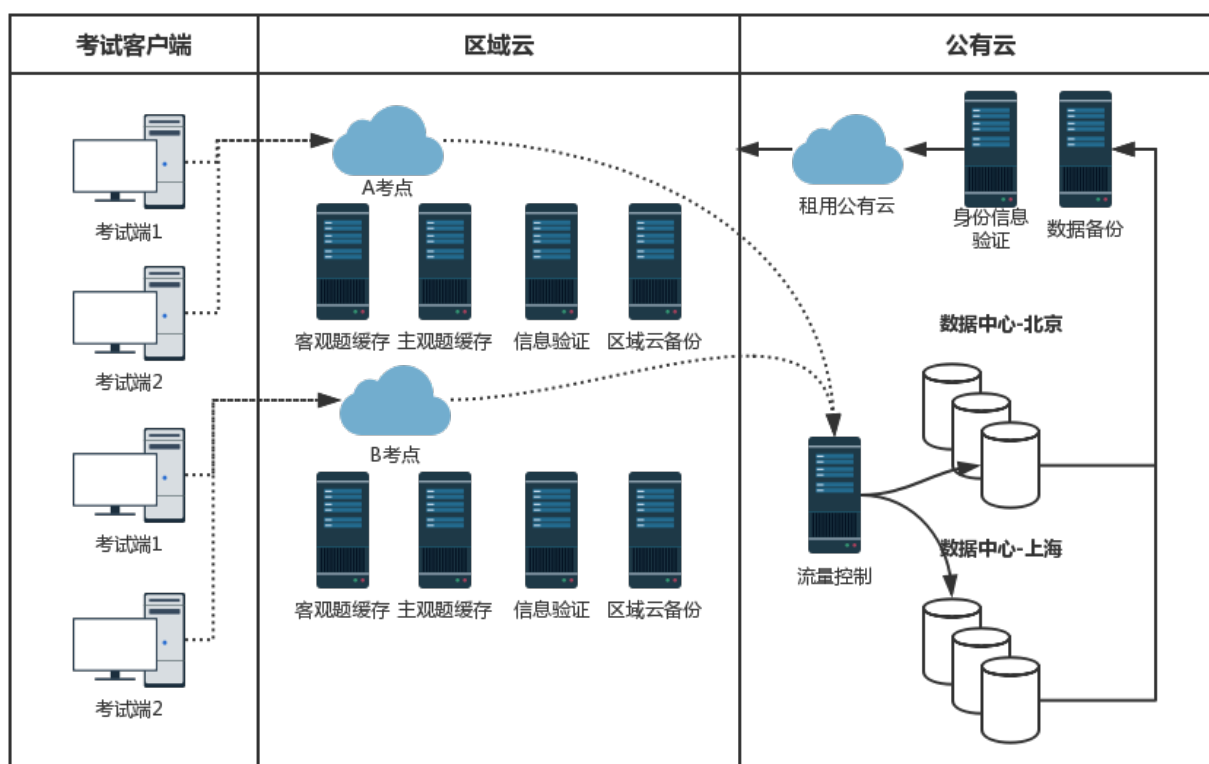 考试客户端
区域云
公有云
考试端1
考试端2
考试端1
考试端2
A考点
客观题缓存
主观题缓存
信息验证
区域云备份
B考点
客观题缓存
主观题缓存
信息验证
区域云备份
租用公有云
身份信息
验证
数据备份
数据中心-北京
流量控制
数据中心-上海